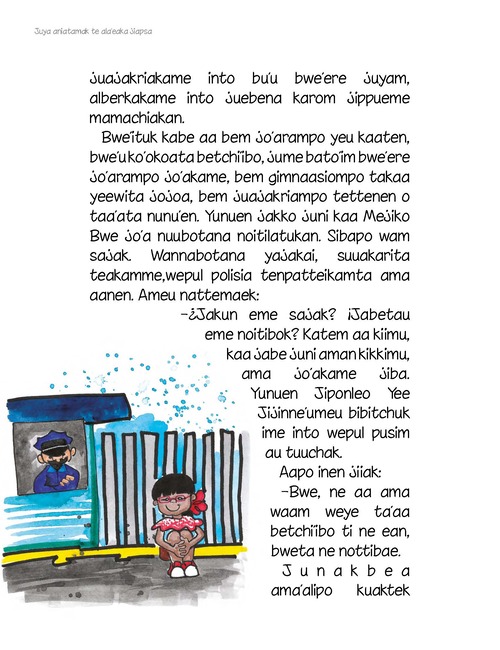 Juya aniatamak te ala'eaka jiapsa
juajakriakame into bu'u bwe'ere juyam,
alberkakame into juebena karom jippueme
mamachiakan.
Bwe'ituk kabe aa bem jo'arampo yeu kaaten,
bwe'u ko'okoata betchi'ibo, jume bato'im bwe'ere
jo'arampo jo'akame, bem gimnaasiompo takaa
yeewita jojoa, bem juajakriampo tettenen o
taa'ata nunu'en. Yunuen jakko juni kaa Mejiko
Bwe jo'a nuubotana noitilatukan. Sibapo wam
sajak. Wannabotana yajakai, suuakarita
teakamme,wepul polisia tenpatteikamta ama
aanen. Ameu nattemaek:
-¿Jakun eme sajak? ¡Jabetau
eme noitibok? Katem aa kiimu,
kaa jabe juni aman kikkimu,
ama jo'akame jiba.
Yunuen Jiponleo Yee
Jijinne'umeu bibitchuk
ime into wepul pusim
au tuuchak.
Aapo inen jiiak:
-Bwe, ne aa ama
waam weye ta'aa
betchi'ibo ti ne ean,
bweta ne nottibae.
Junakbea
ama'alipo kuaktek